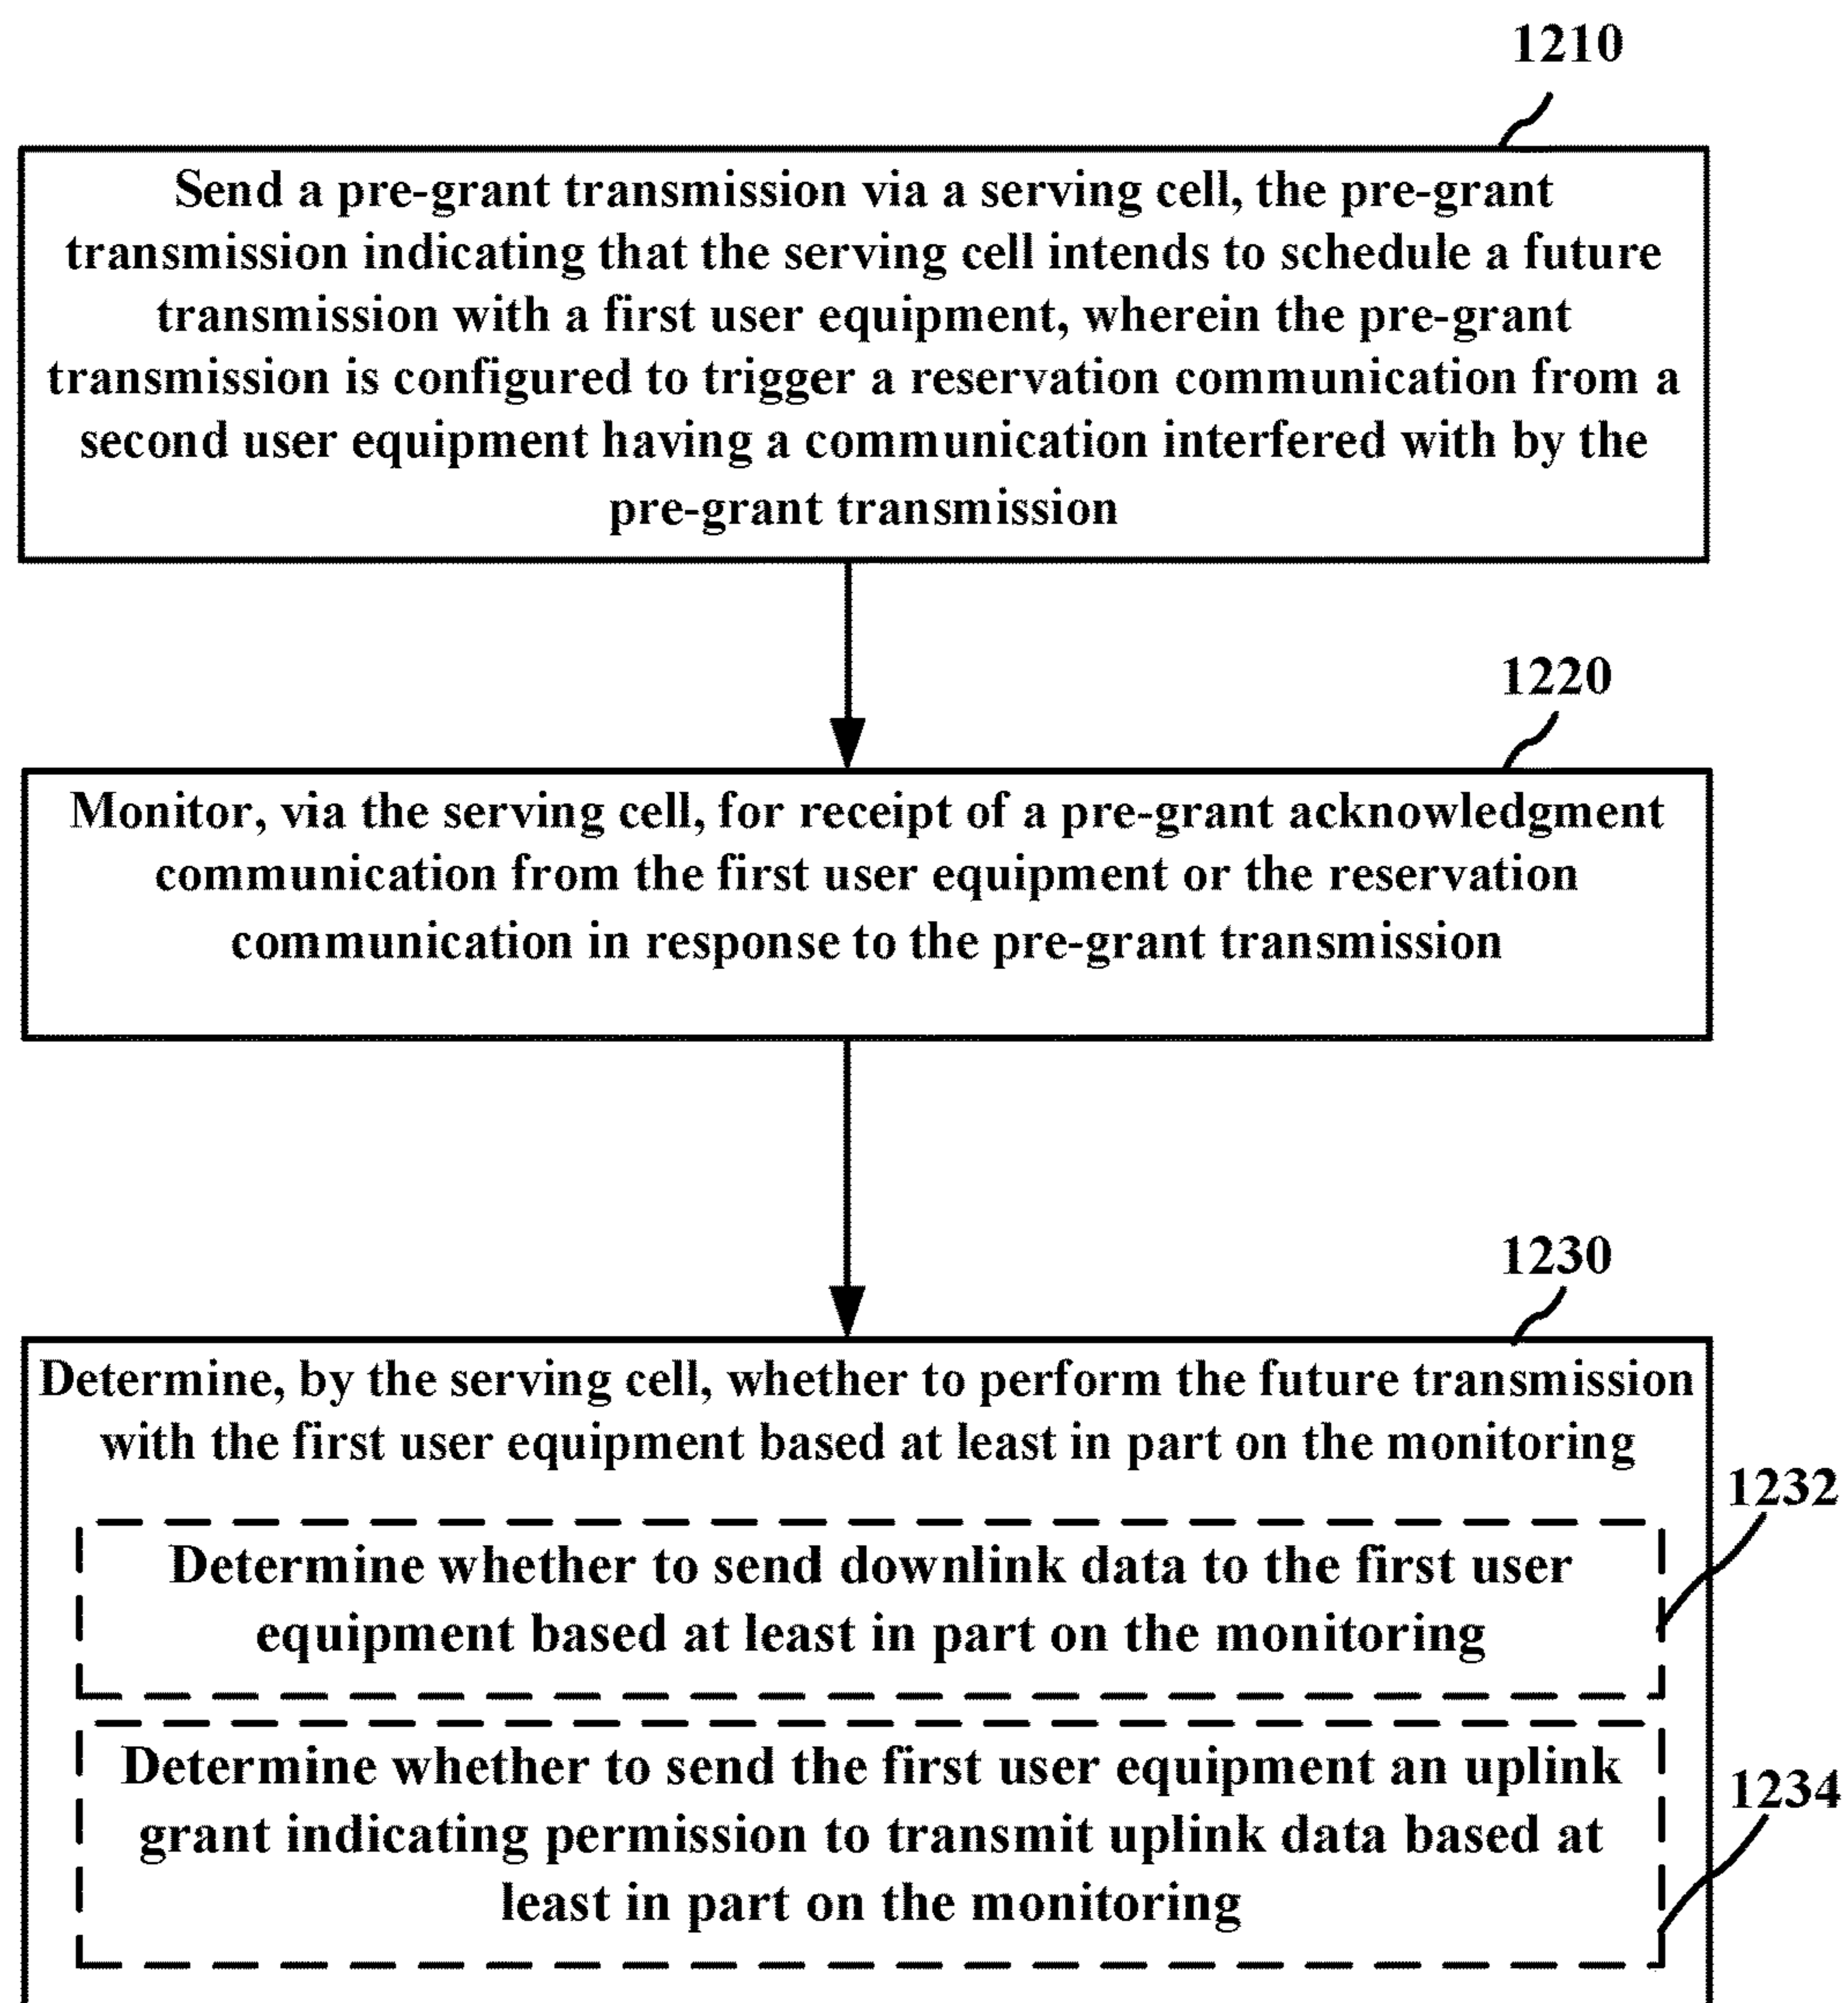 1210
Send a pre-grant transmission via a serving cell, the pre-grant
transmission indicating that the serving cell intends to schedule a future
transmission with a first user equipment, wherein the pre-grant
transmission is configured to trigger a reservation communication from a
second user equipment having a communication interfered with by the
pre-grant transmission
1220
Monitor, via the serving cell, for receipt of a pre-grant acknowledgment
communication from the first user equipment or the reservation
communication in response to the pre-grant transmission
1230
Determine, by the serving cell, whether to perform the future transmission
with the first user equipment based at least in part on the monitoring
1232
Determine whether to send downlink data to the first user
equipment based at least in part on the monitoring
1234
Determine whether to send the first user equipment an uplink
grant indicating permission to transmit uplink data based at
least in part on the monitoring